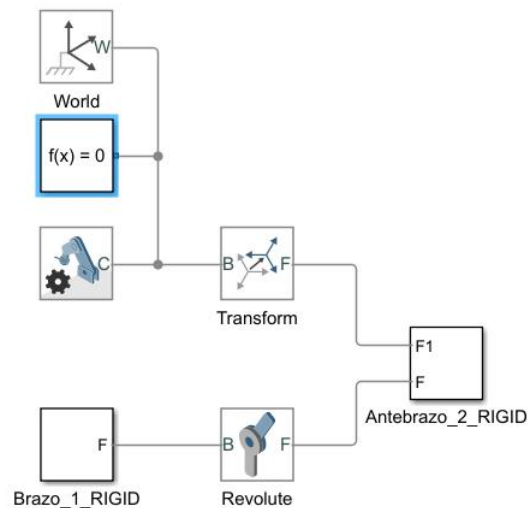 W
World
f(x) = 0
C
B F
Transform
F1
F
Antebrazo_2_RIGID
F
Brazo_1_RIGID
B F
Revolute